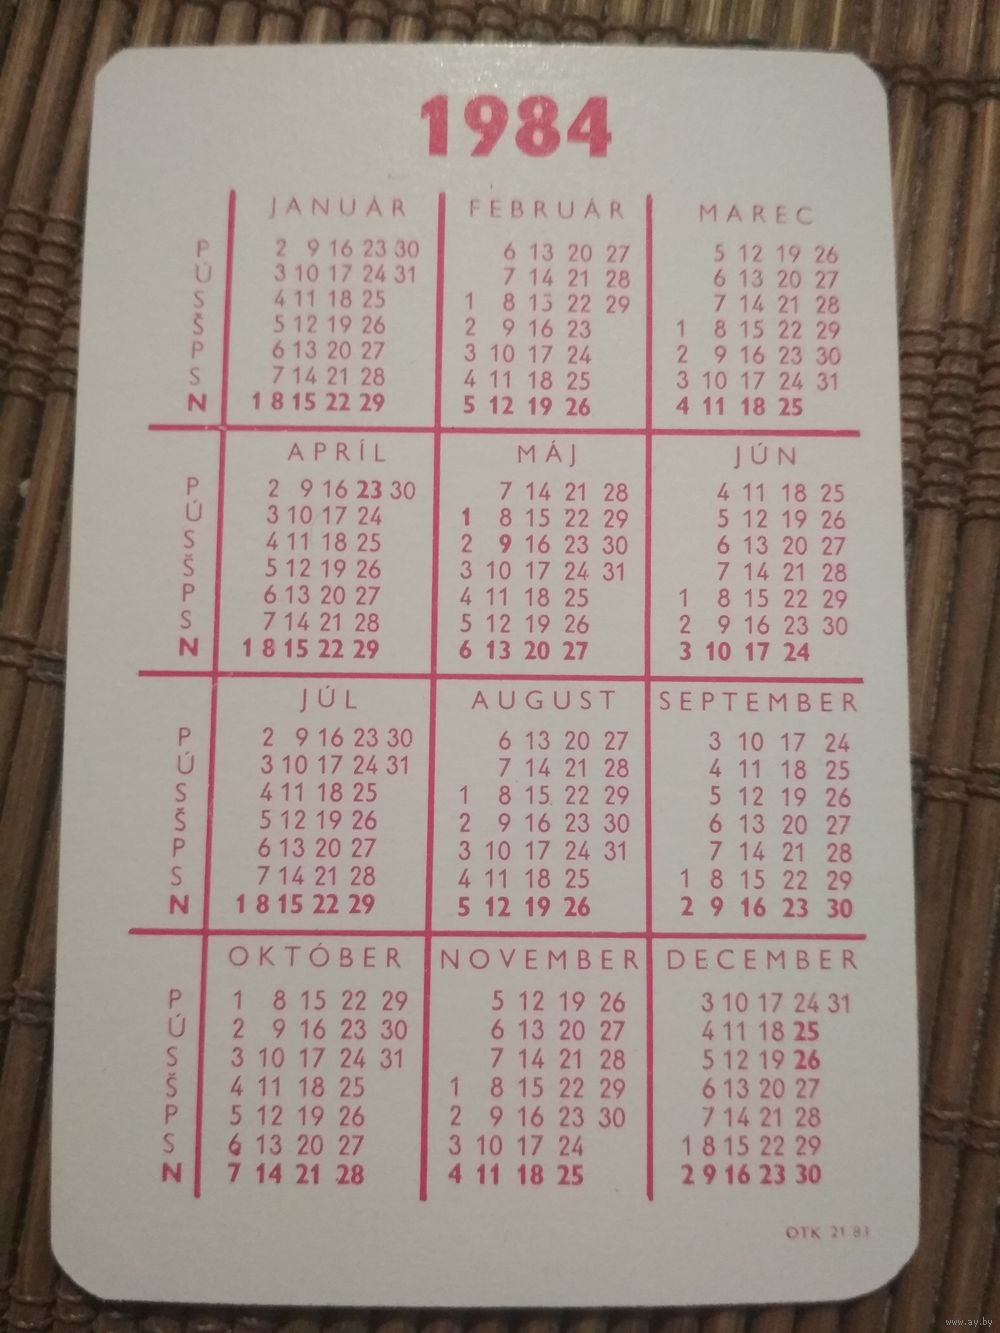 1984
JANUÁR FEBRUÁR MAREC
P 2 9 16 23 30 6 13 20 27 5 12 19 26
Ú 3 10 17 24 31 7 14 21 28 6 13 20 27
S 4 11 18 25 1 8 15 22 29 7 14 21 28
Š 5 12 19 26 2 9 16 23 1 8 15 22 29
P 6 13 20 27 3 10 17 24 2 9 16 23 30
S 7 14 21 28 4 11 18 25 3 10 17 24 31
N 1 8 15 22 29 5 12 19 26 4 11 18 25
APRÍL MÁJ JÚN
P 2 9 16 23 30 7 14 21 28 4 11 18 25
Ú 3 10 17 24 1 8 15 22 29 5 12 19 26
S 4 11 18 25 2 9 16 23 30 6 13 20 27
Š 5 12 19 26 3 10 17 24 31 7 14 21 28
P 6 13 20 27 4 11 18 25 1 8 15 22 29
S 7 14 21 28 5 12 19 26 2 9 16 23 30
N 1 8 15 22 29 6 13 20 27 3 10 17 24
JÚL AUGUST SEPTEMBER
P 2 9 16 23 30 6 13 20 27 3 10 17 24
Ú 3 10 17 24 31 7 14 21 28 4 11 18 25
S 4 11 18 25 1 8 15 22 29 5 12 19 26
Š 5 12 19 26 2 9 16 23 30 6 13 20 27
P 6 13 20 27 3 10 17 24 31 7 14 21 28
S 7 14 21 28 4 11 18 25 1 8 15 22 29
N 1 8 15 22 29 5 12 19 26 2 9 16 23 30
OKTÓBER NOVEMBER DECEMBER
P 1 8 15 22 29 5 12 19 26 3 10 17 24 31
Ú 2 9 16 23 30 6 13 20 27 4 11 18 25
S 3 10 17 24 31 7 14 21 28 5 12 19 26
Š 4 11 18 25 1 8 15 22 29 6 13 20 27
P 5 12 19 26 2 9 16 23 30 7 14 21 28
S 6 13 20 27 3 10 17 24 1 8 15 22 29
N 7 14 21 28 4 11 18 25 2 9 16 23 30
OTK 21 83
www.ay.by